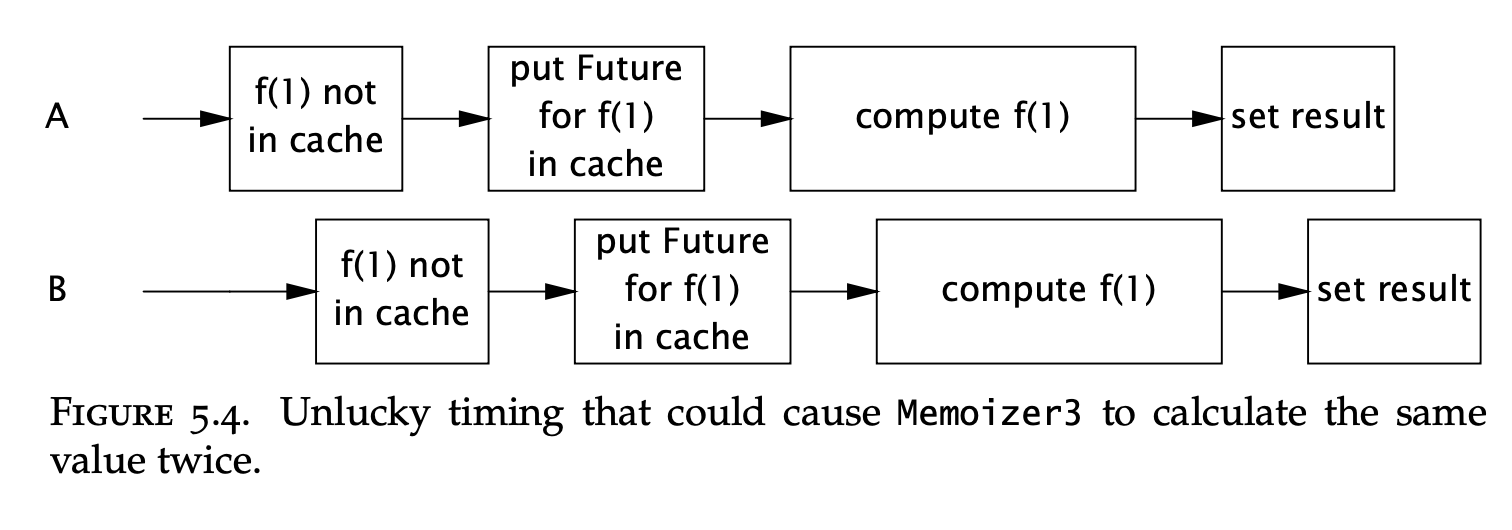 A
f(1) not
in cache
put Future
for f(1)
in cache
compute f(1)
set result
B
f(1) not
in cache
put Future
for f(1)
in cache
compute f(1)
set result
FIGURE 5.4. Unlucky timing that could cause Memoizer3 to calculate the same
value twice.